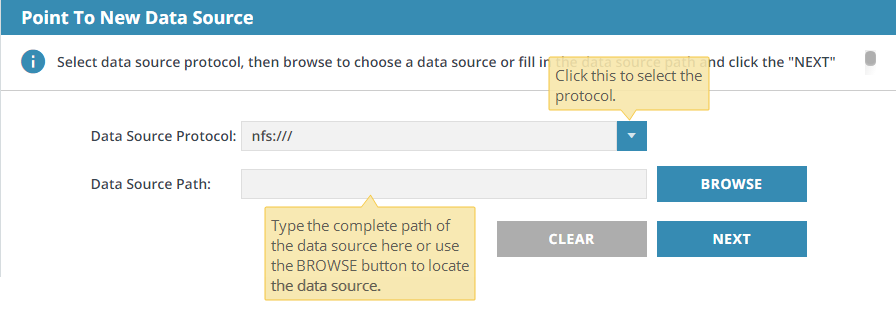 Point To New Data Source
Select data source protocol, then browse to choose a data source or fill in the data source path and click the "NEXT"
Click this to select the
protocol.
Data Source Protocol: nfs:///
Data Source Path:
BROWSE
Type the complete path of
the data source here or use
the BROWSE button to locate
the data source.
CLEAR
NEXT